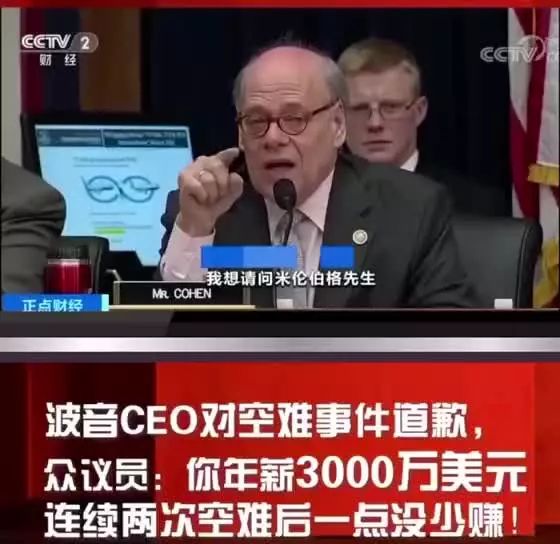 CCTV 2
财经
CCTV
我想请问米伦伯格先生
MR. COHEN
正点财经
波音CEO对空难事件道歉，
众议员：你年薪3000万美元
连续两次空难后一点没少赚！